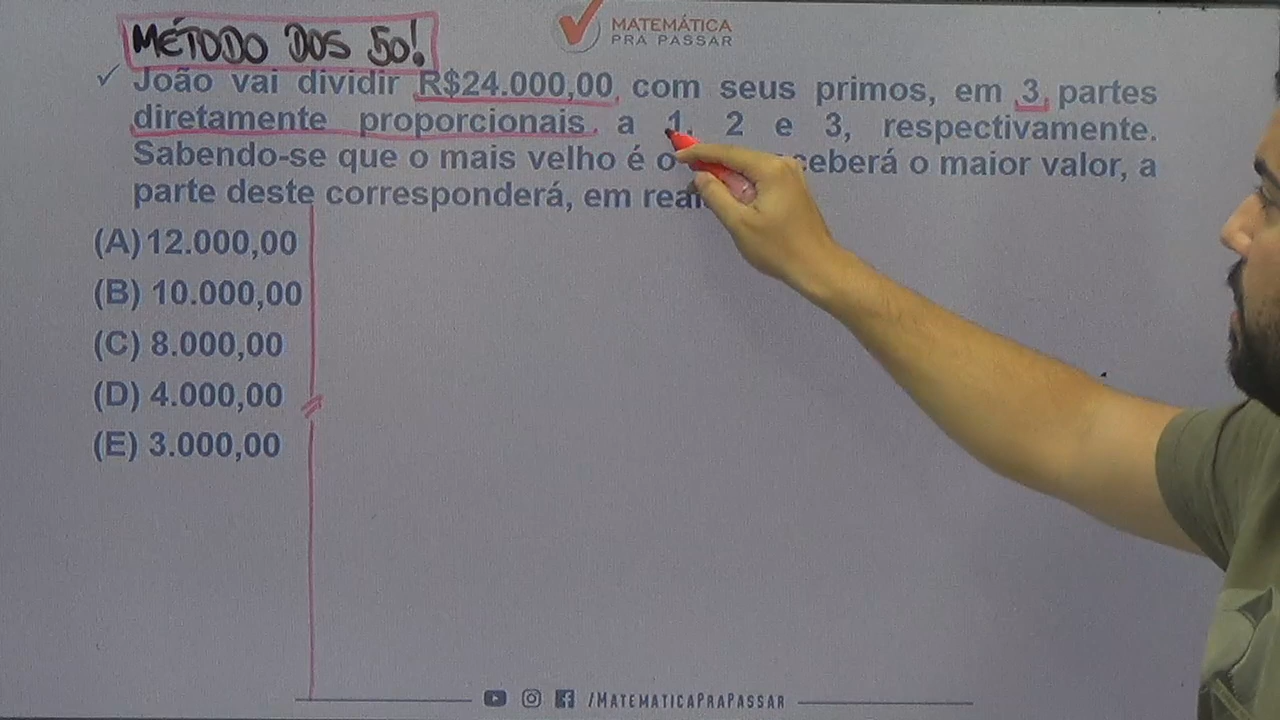 MÉTODO DOS 50!
MATEMÁTICA
PRA PASSAR
✓ João vai dividir R$24.000,00 com seus primos, em 3 partes
diretamente proporcionais a 1, 2 e 3, respectivamente.
Sabendo-se que o mais velho é o ceberá o maior valor, a
parte deste corresponderá, em rea
(A) 12.000,00
(B) 10.000,00
(C) 8.000,00
(D) 4.000,00
(E) 3.000,00
/MATEMATICAPRAPASSAR